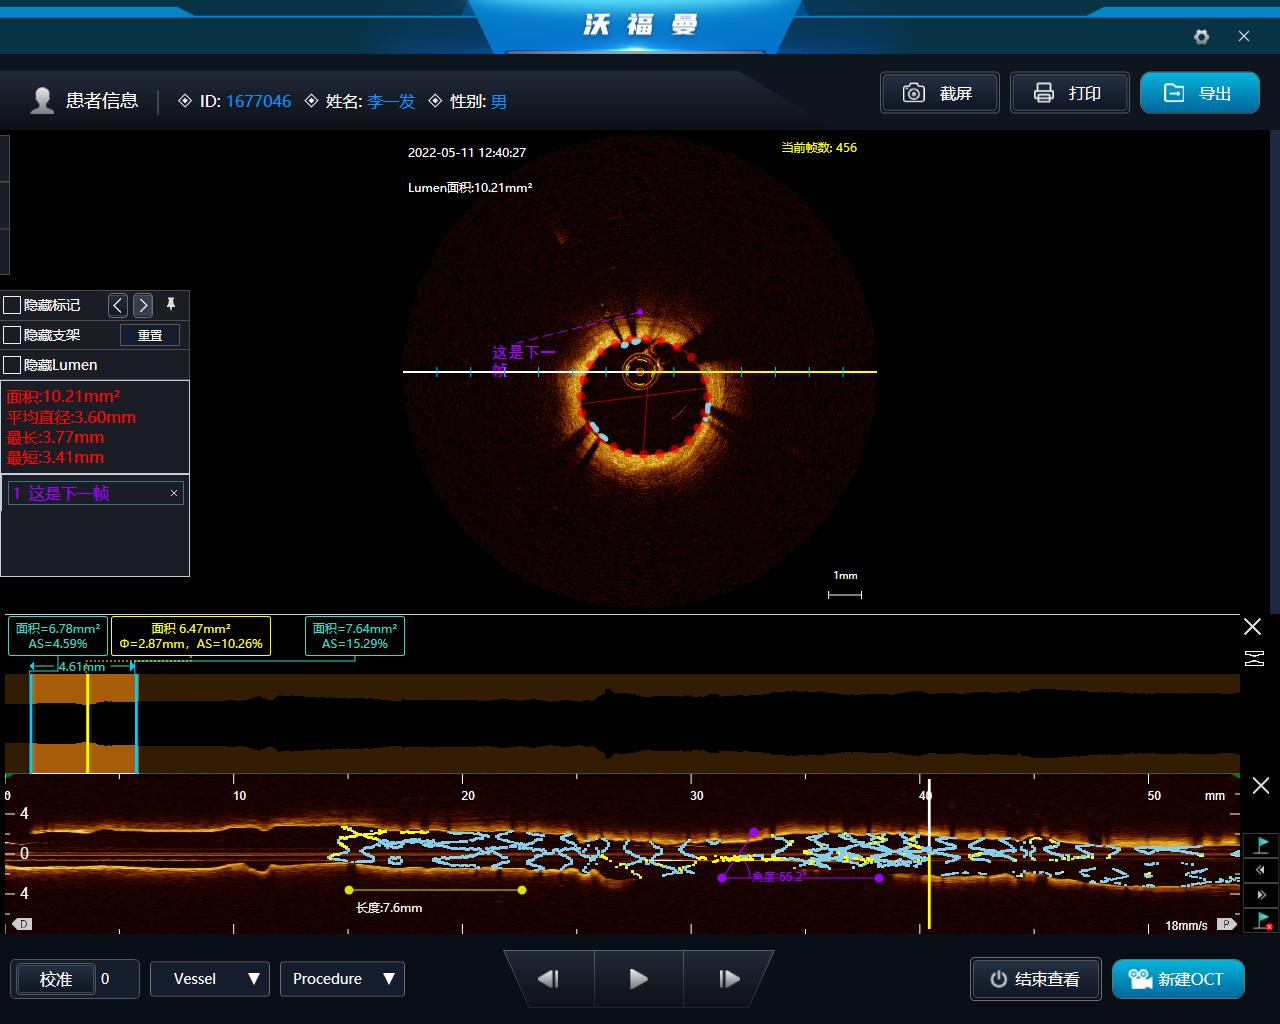 沃福曼
患者信息 ID: 1677046 姓名: 李一发 性别: 男
截屏 打印 导出
2022-05-11 12:40:27
当前帧数: 456
Lumen面积:10.21mm²
隐藏标记
隐藏支架 重置
隐藏Lumen
面积:10.21mm²
平均直径:3.60mm
最长:3.77mm
最短:3.41mm
1 这是下一帧
这是下一
帧
1mm
面积=6.78mm² 面积 6.47mm² 面积=7.64mm²
AS=4.59% Φ=2.87mm，AS=10.26% AS=15.29%
4.61mm
0 10 20 30 40 50 mm
4
0
4
角度:55.2°
长度:7.6mm
D 18mm/s P
校准 0 Vessel Procedure 结束查看 新建OCT